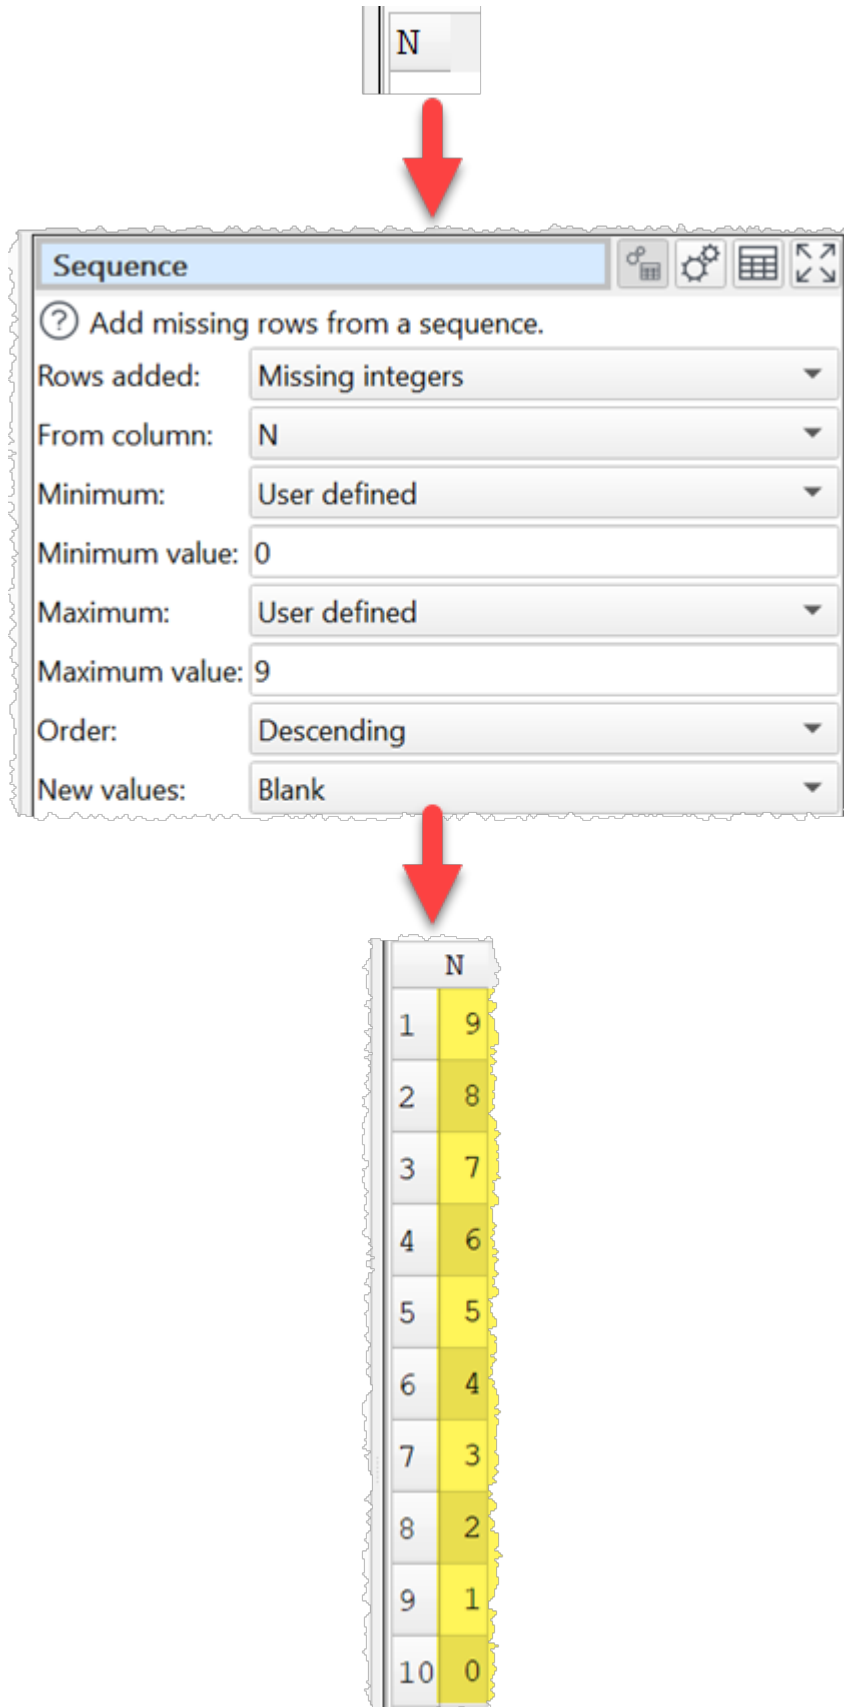 N
Sequence
? Add missing rows from a sequence.
Rows added: Missing integers
From column: N
Minimum: User defined
Minimum value: 0
Maximum: User defined
Maximum value: 9
Order: Descending
New values: Blank
N
1 9
2 8
3 7
4 6
5 5
6 4
7 3
8 2
9 1
10 0